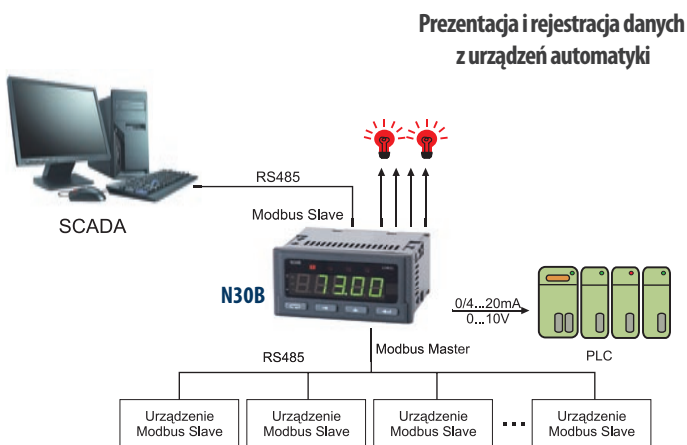 Prezentacja i rejestracja danych
z urządzeń automatyki
RS485
Modbus Slave
SCADA
N30B
73.00
0/4...20mA
0...10V
PLC
Modbus Master
RS485
Urządzenie
Modbus Slave
Urządzenie
Modbus Slave
Urządzenie
Modbus Slave
...
Urządzenie
Modbus Slave